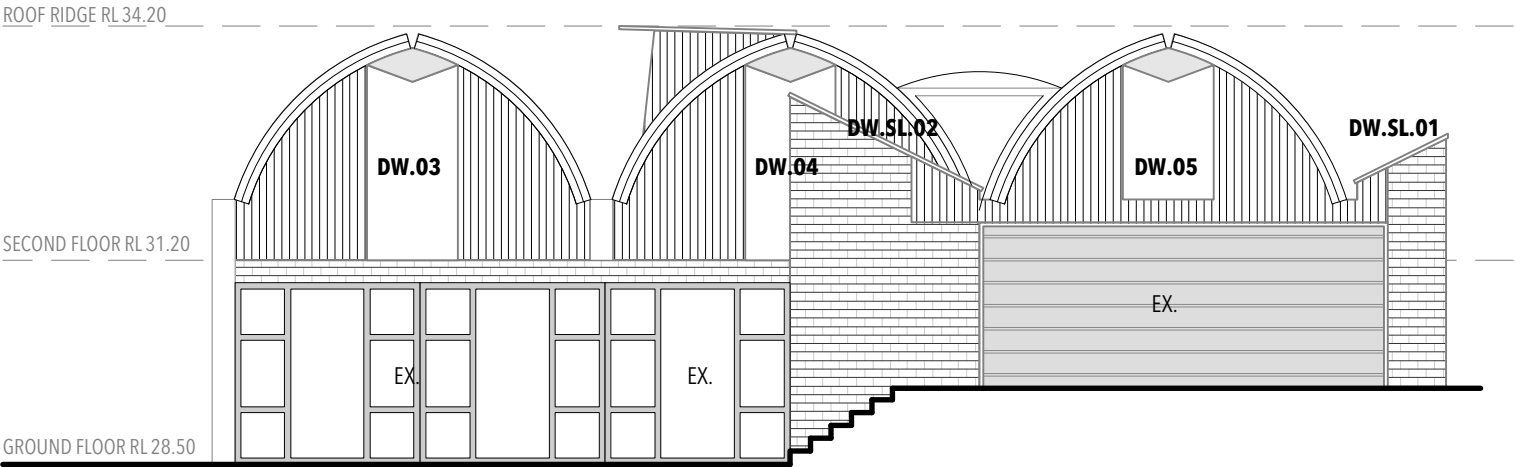 ROOF RIDGE RL 34.20
DW.SL.02
DW.SL.01
DW.03
DW.04
DW.05
SECOND FLOOR RL 31.20
EX.
EX.
EX.
GROUND FLOOR RL 28.50